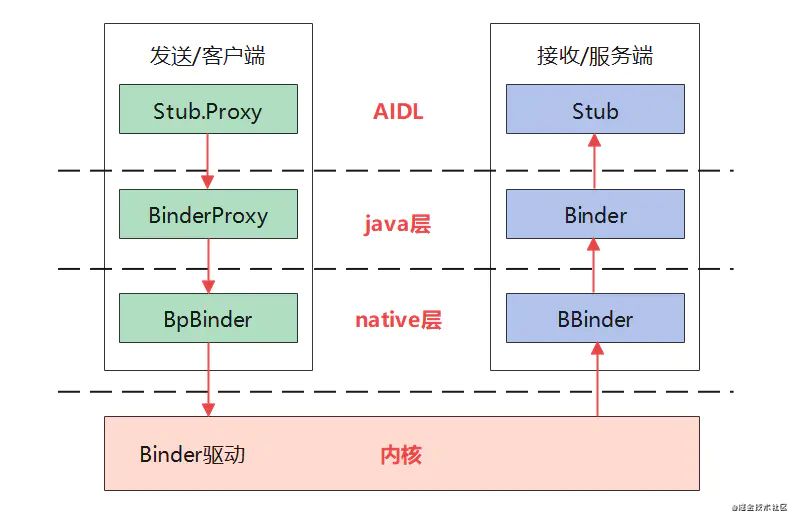 发送/客户端
接收/服务端
Stub.Proxy
AIDL
Stub
BinderProxy
java层
Binder
BpBinder
native层
BBinder
Binder驱动
内核
@掘金技术社区